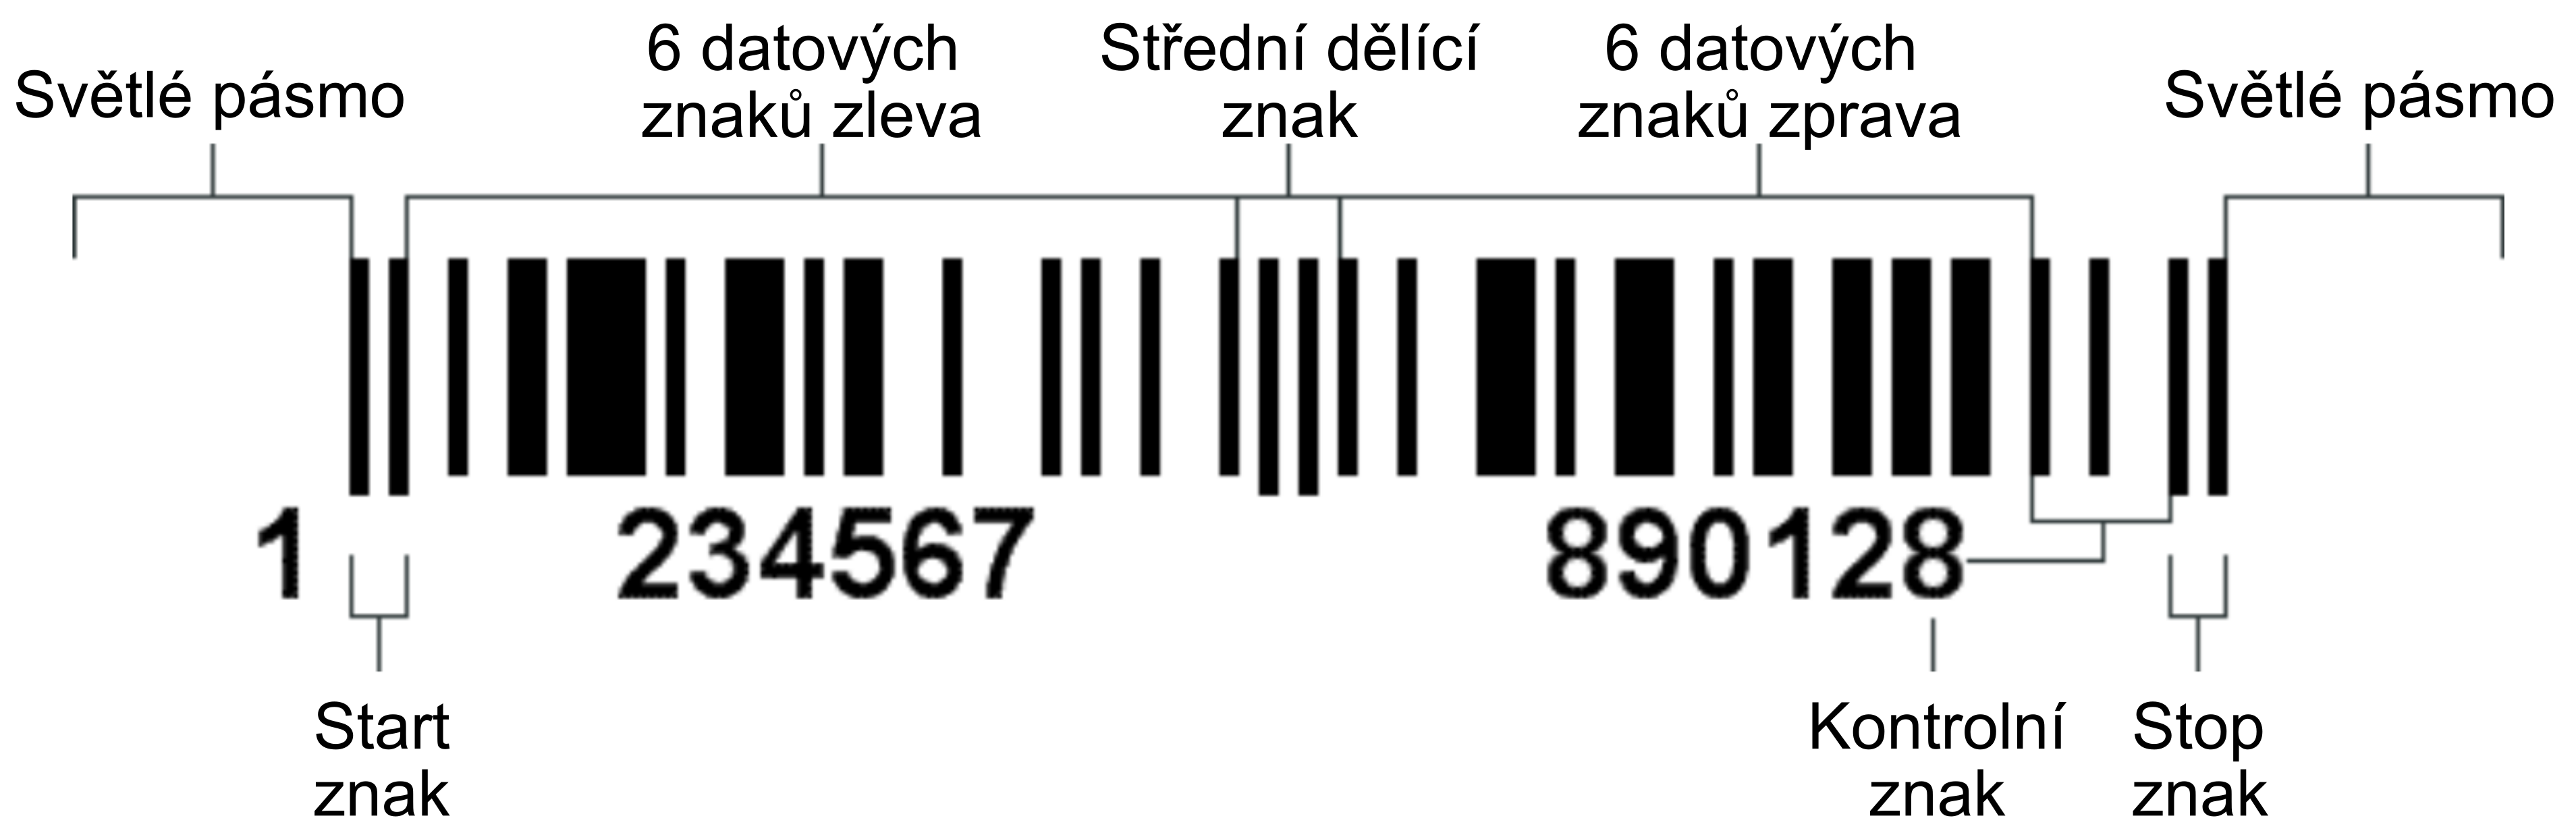 Světlé pásmo
6 datových
znaků zleva
Střední dělící
znak
6 datových
znaků zprava
Světlé pásmo
1 234567 890128
Start
znak
Kontrolní
znak
Stop
znak